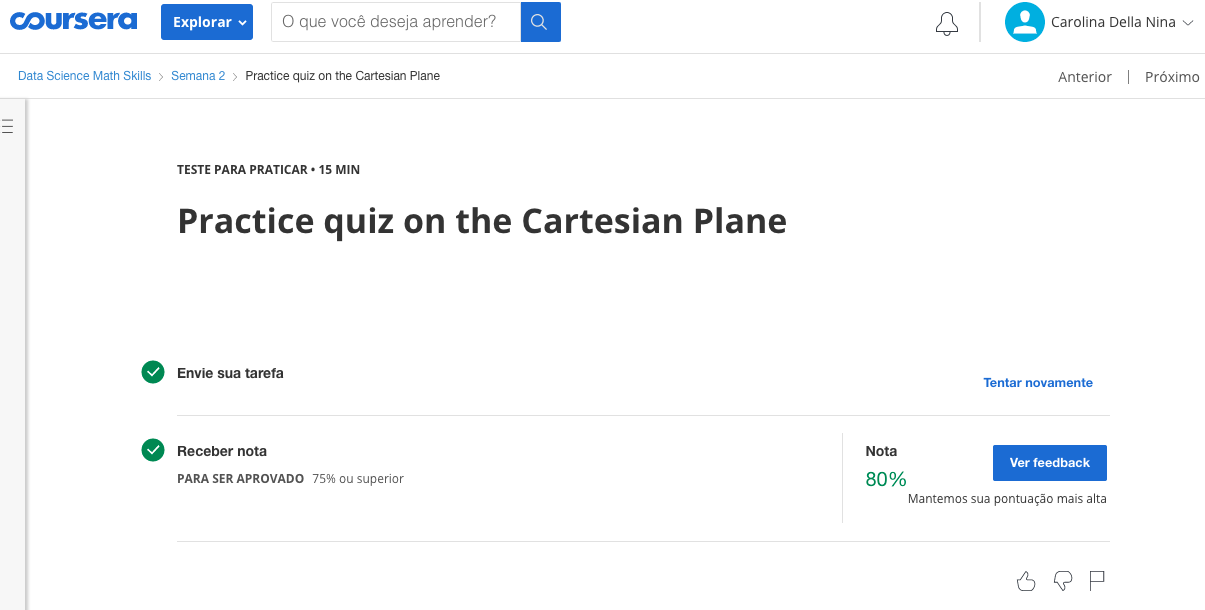 coursera
Explorar
O que você deseja aprender?
Carolina Della Nina
Data Science Math Skills
Semana 2
Practice quiz on the Cartesian Plane
Anterior | Próximo
TESTE PARA PRATICAR • 15 MIN
Practice quiz on the Cartesian Plane
Envie sua tarefa
Tentar novamente
Receber nota
PARA SER APROVADO 75% ou superior
Nota
80%
Ver feedback
Mantemos sua pontuação mais alta